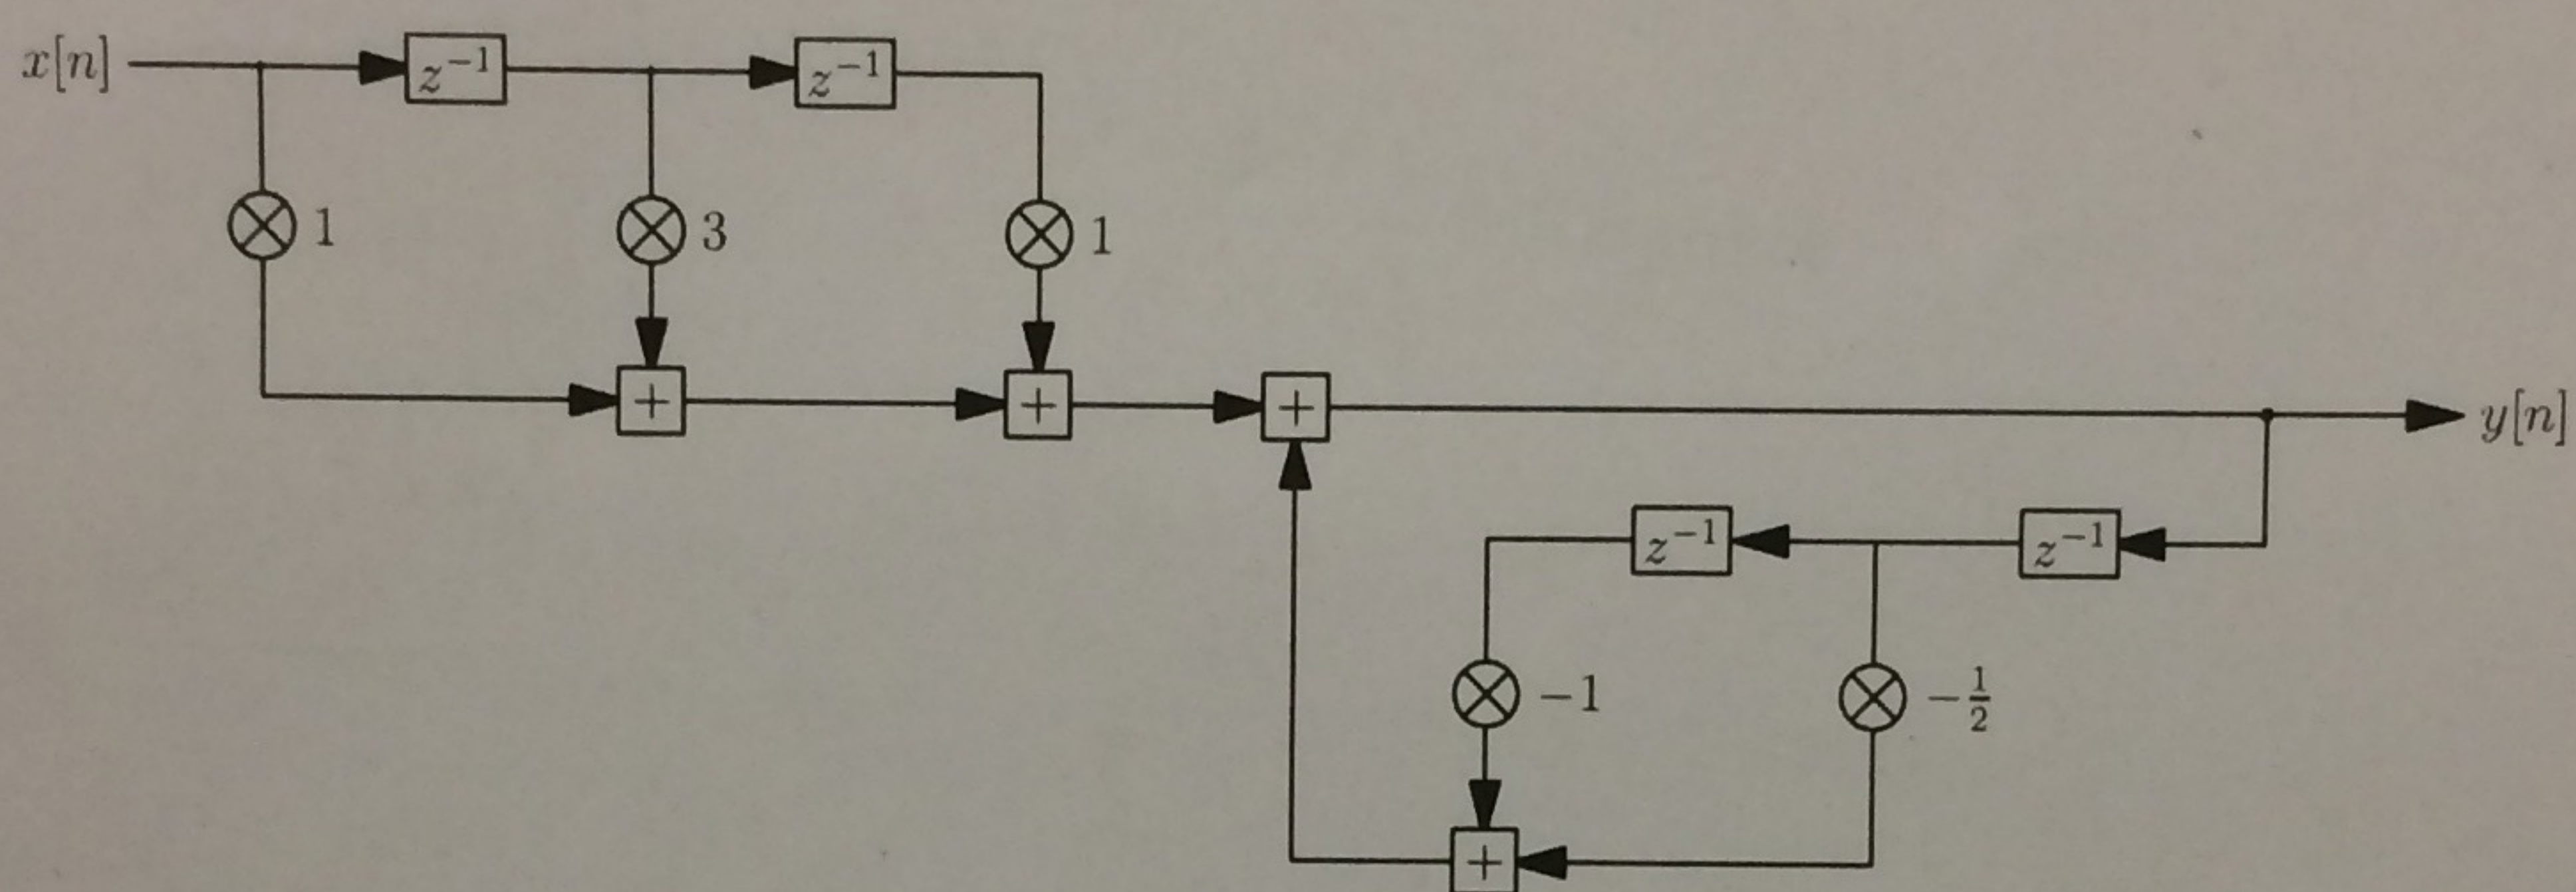 x[n] z⁻¹ z⁻¹
1 3 1
+ + + y[n]
z⁻¹ z⁻¹
−1 −1/2
+